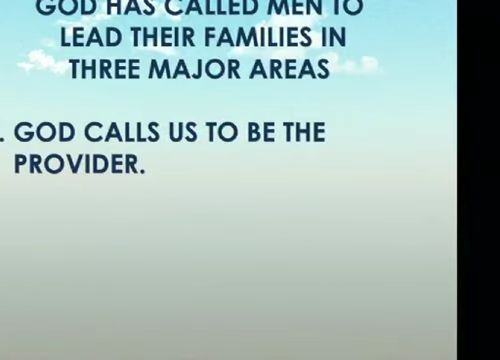 GOD HAS CALLED MEN TO
LEAD THEIR FAMILIES IN
THREE MAJOR AREAS
. GOD CALLS US TO BE THE
PROVIDER.